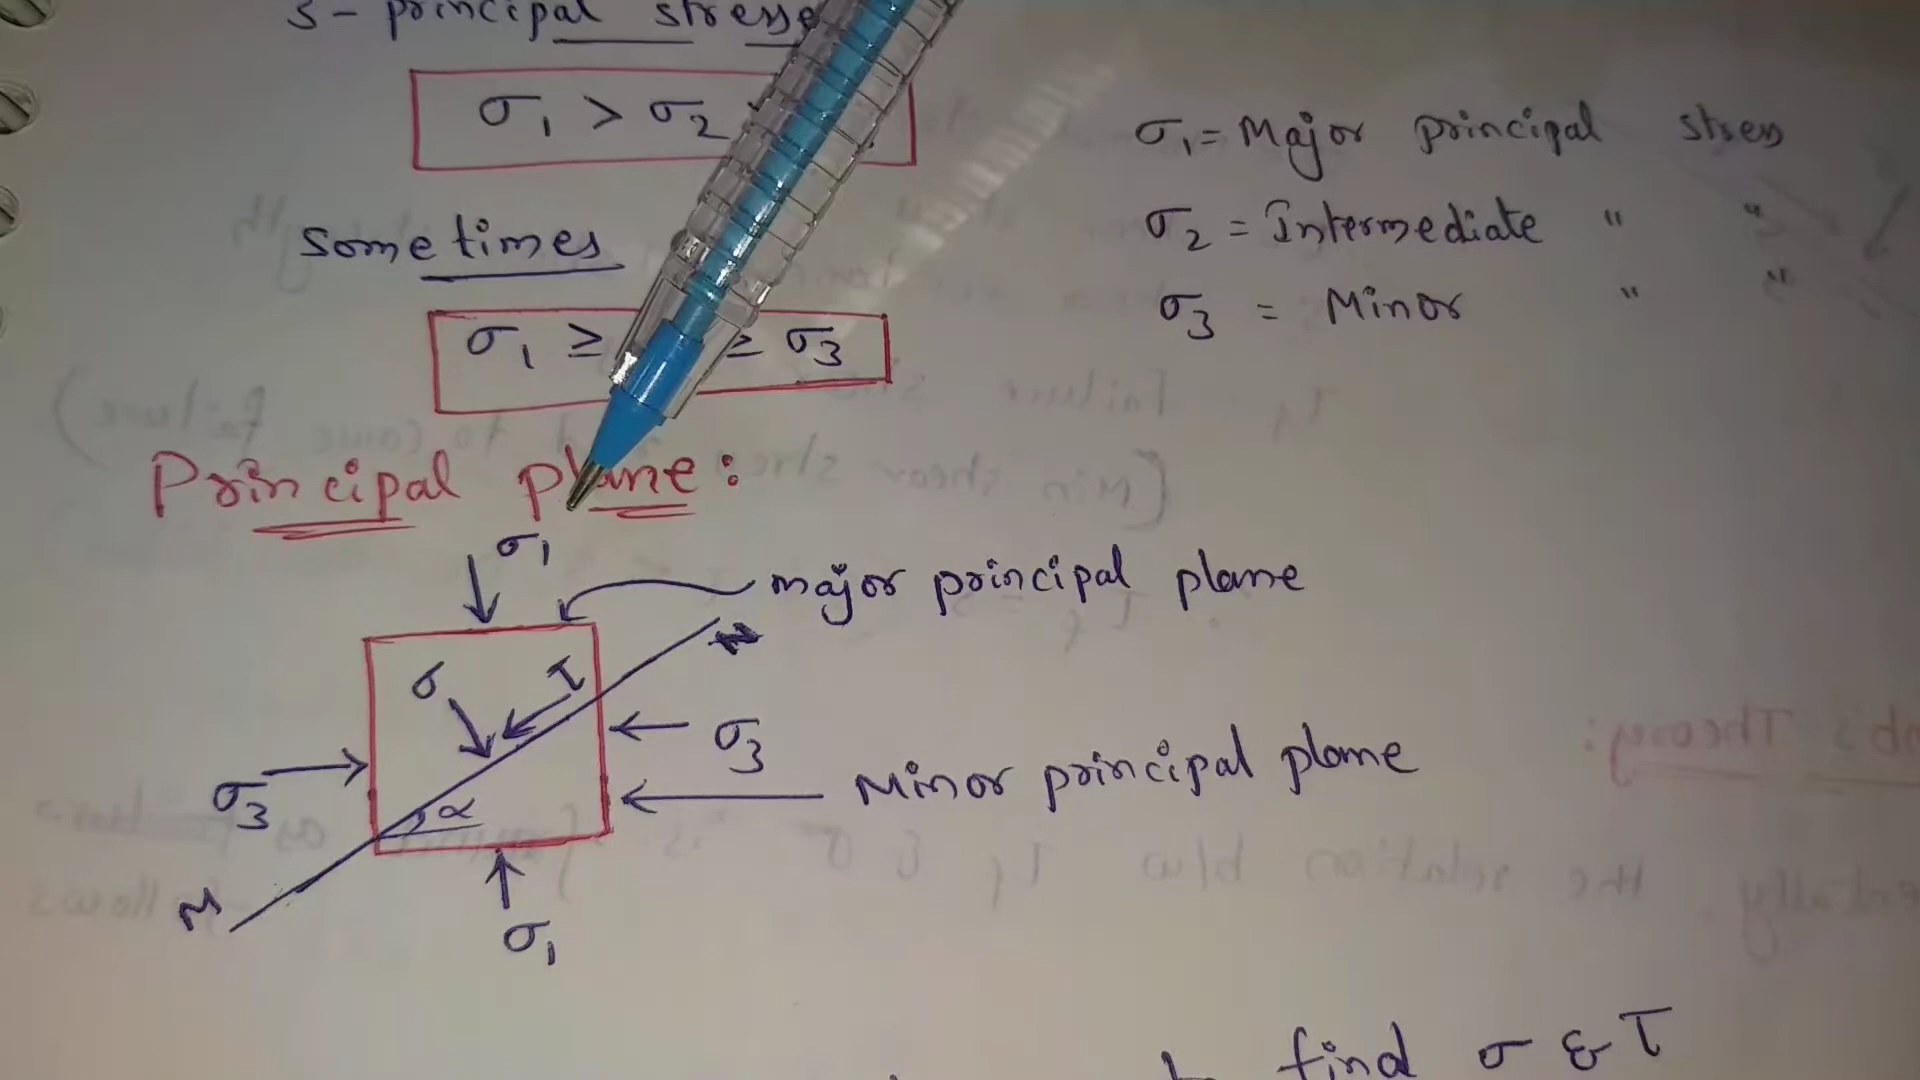 3 - principal stresse
σ1 > σ2
σ1 = Major principal stress
σ2 = Intermediate " "
σ3 = Minor " "
Sometimes
σ1 ≥ ≥ σ3
Principal plane:
σ1
major principal plane
N
σ τ
σ3
σ3
Minor principal plane
α
M
σ1
find σ & τ